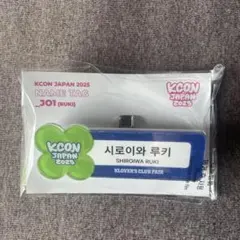 KCON JAPAN 2025
NAME TAG
_JO1 (RUKI)
KCON
JAPAN
2025
KCON
JAPAN
2025
시로이와 루키
SHIROIWA RUKI
KLOVER'S CLUB PASS